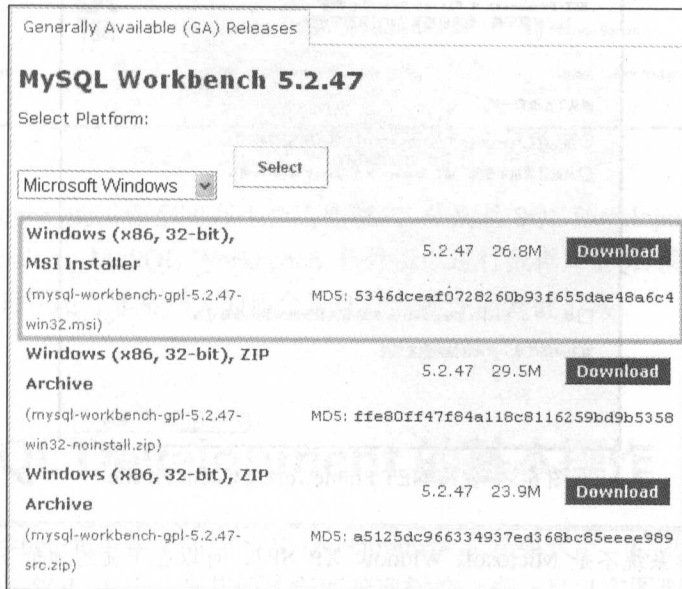 Generally Available (GA) Releases
MySQL Workbench 5.2.47
Select Platform:
Microsoft Windows
Select
Windows (x86, 32-bit),
MSI Installer
5.2.47 26.8M Download
(mysql-workbench-gpl-5.2.47-
win32.msi)
MD5: 5346dceaf0728260b93f655dae48a6c4
Windows (x86, 32-bit), ZIP
Archive
5.2.47 29.5M Download
(mysql-workbench-gpl-5.2.47-
win32-noinstall.zip)
MD5: ffe80ff47f84a118c8116259bd9b5358
Windows (x86, 32-bit), ZIP
Archive
5.2.47 23.9M Download
(mysql-workbench-gpl-5.2.47-
src.zip)
MD5: a5125dc966334937ed368bc85eeee989